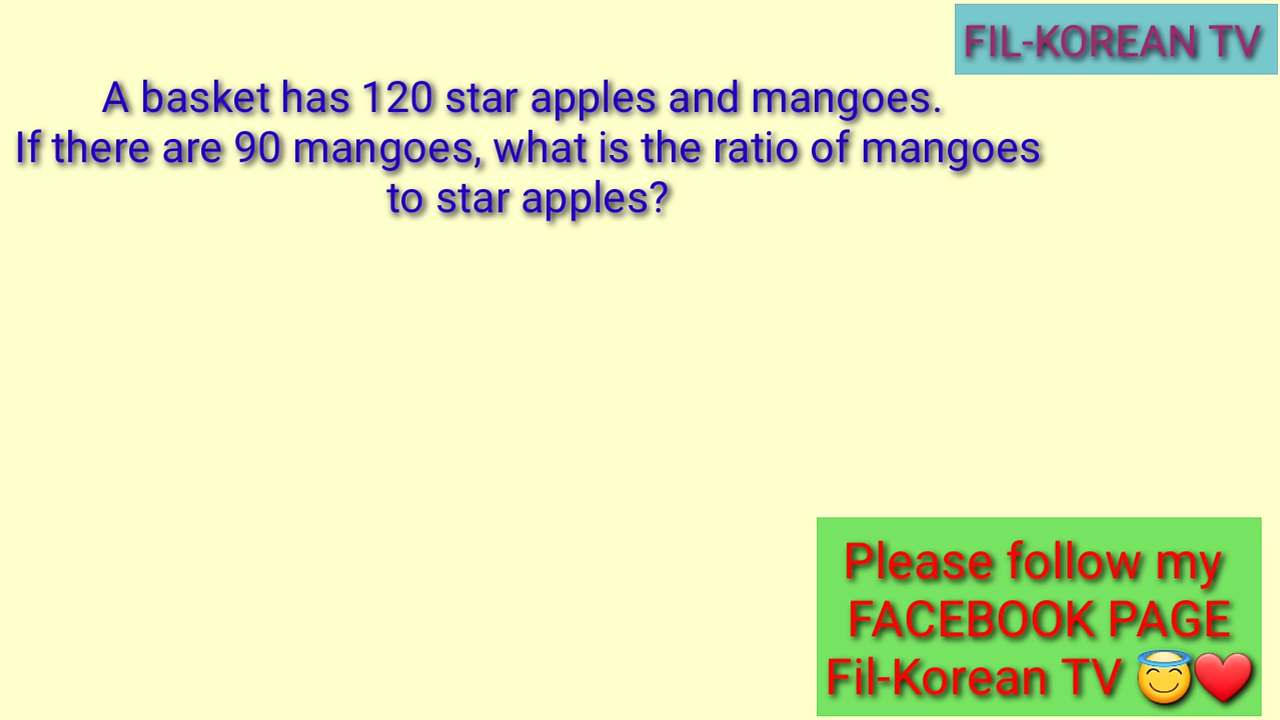 FIL-KOREAN TV
A basket has 120 star apples and mangoes.
If there are 90 mangoes, what is the ratio of mangoes
to star apples?
Please follow my
FACEBOOK PAGE
Fil-Korean TV 😇❤️